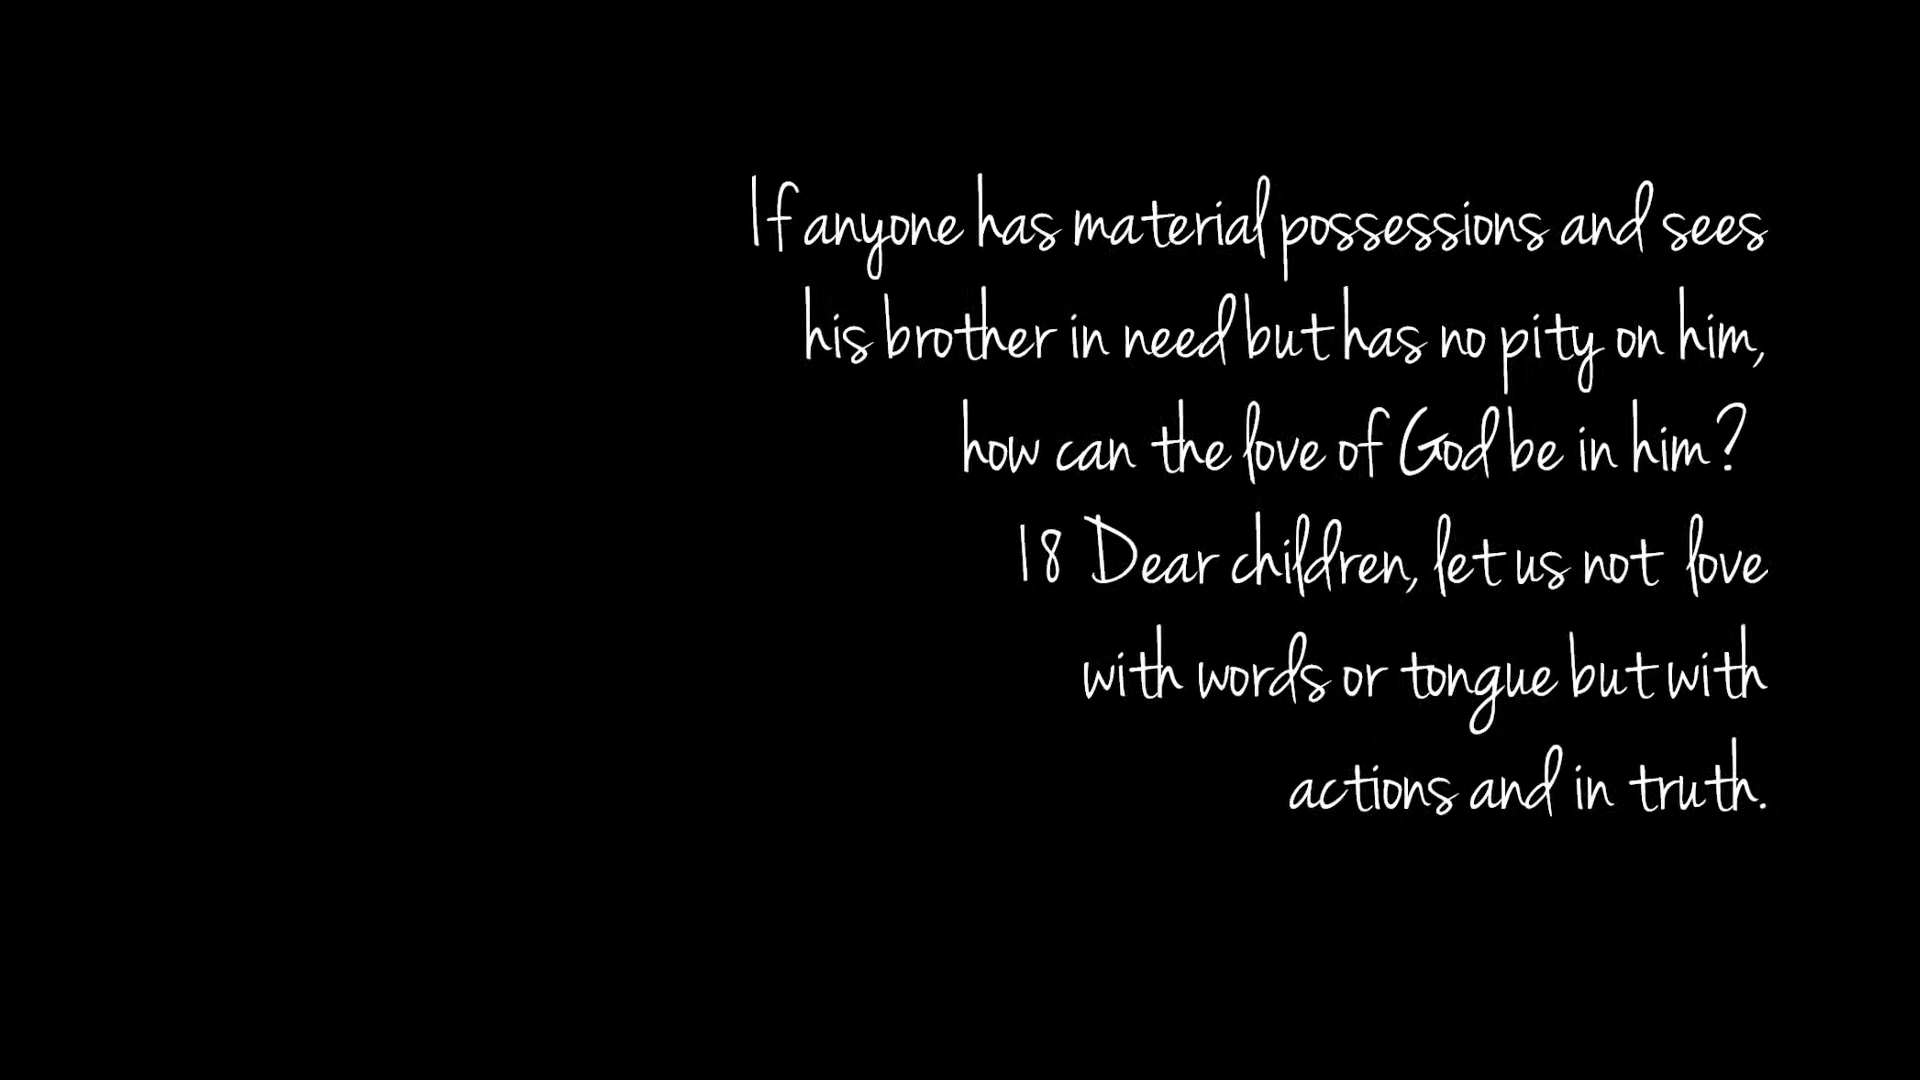 If anyone has material possessions and sees
his brother in need but has no pity on him,
how can the love of God be in him?
18 Dear children, let us not love
with words or tongue but with
actions and in truth.